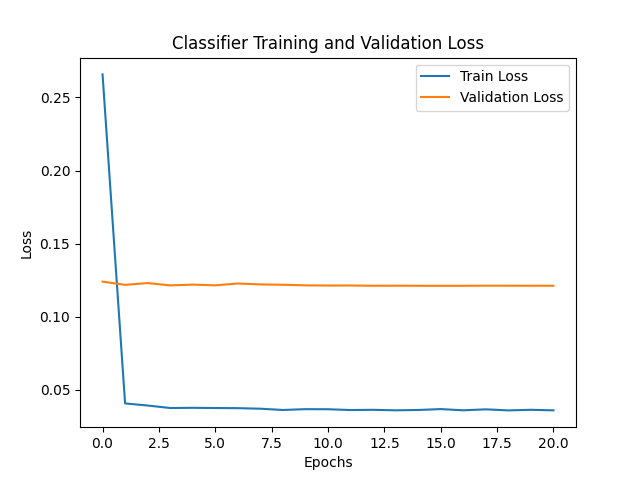 Classifier Training and Validation Loss
Train Loss
Validation Loss
0.25
0.20
0.15
0.10
0.05
Loss
0.0 2.5 5.0 7.5 10.0 12.5 15.0 17.5 20.0
Epochs